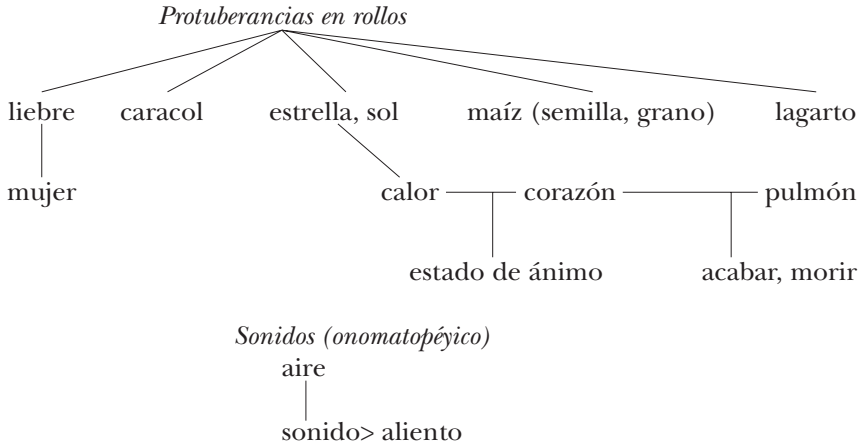 Protuberancias en rollos
liebre caracol estrella, sol maíz (semilla, grano) lagarto
mujer calor corazón pulmón
estado de ánimo acabar, morir
Sonidos (onomatopéyico)
aire
sonido> aliento